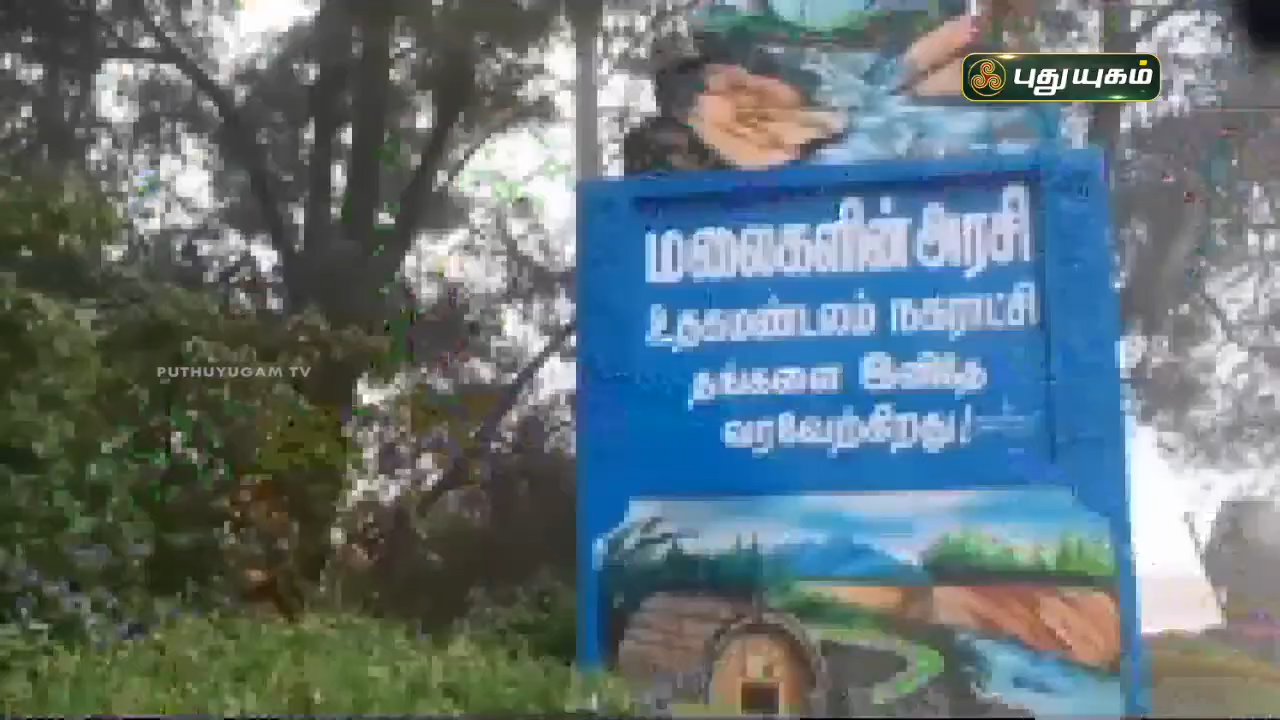 புதுயுகம்
மலைகளின் அரசி
உதகமண்டலம் நகராட்சி
தங்களை இனிதே
வரவேற்கிறது!
PUTHUYUGAM TV